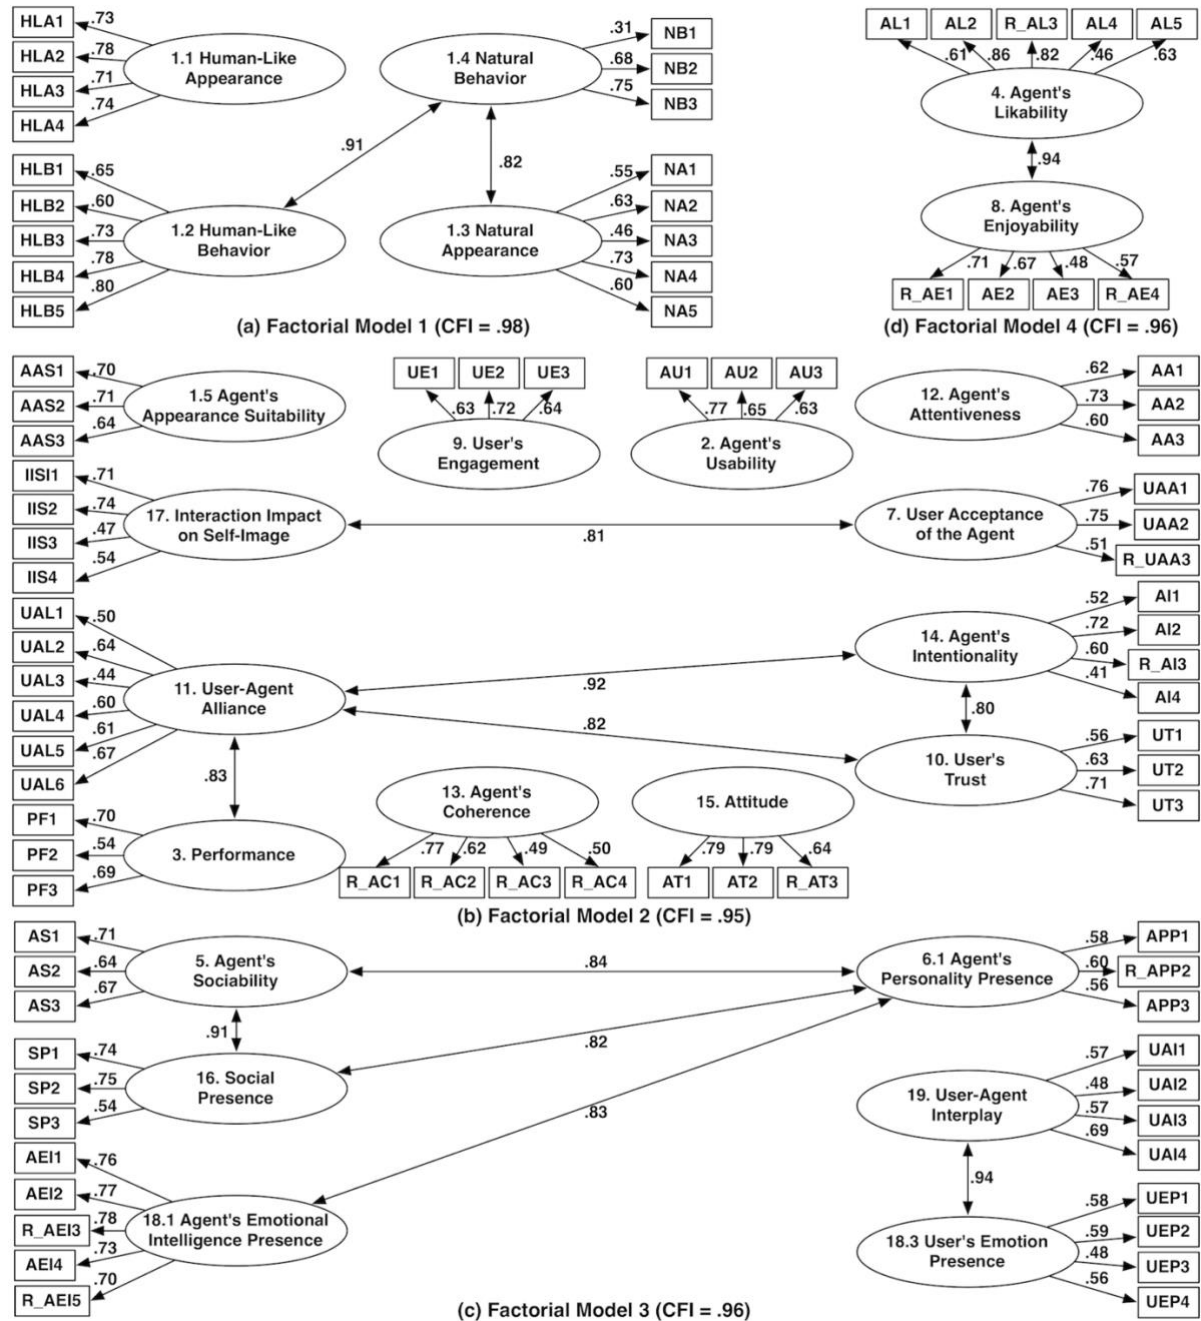 HLA1
HLA2
HLA3
HLA4
.73
.78
.71
.74
1.1 Human-Like
Appearance
1.4 Natural
Behavior
.31
.68
.75
NB1
NB2
NB3
.91
.82
HLB1
HLB2
HLB3
HLB4
HLB5
.65
.60
.73
.78
.80
1.2 Human-Like
Behavior
1.3 Natural
Appearance
.55
.63
.46
.73
.60
NA1
NA2
NA3
NA4
NA5
(a) Factorial Model 1 (CFI = .98)
AL1
AL2
R_AL3
AL4
AL5
.61
.86
.82
.46
.63
4. Agent's
Likability
.94
8. Agent's
Enjoyability
.71
.67
.48
.57
R_AE1
AE2
AE3
R_AE4
(d) Factorial Model 4 (CFI = .96)
AAS1
AAS2
AAS3
.70
.71
.64
1.5 Agent's
Appearance Suitability
UE1
UE2
UE3
.63
.72
.64
9. User's
Engagement
AU1
AU2
AU3
.77
.65
.63
2. Agent's
Usability
12. Agent's
Attentiveness
.62
.73
.60
AA1
AA2
AA3
IISI1
IIS2
IIS3
IIS4
.71
.74
.47
.54
17. Interaction Impact
on Self-Image
.81
7. User Acceptance
of the Agent
.76
.75
.51
UAA1
UAA2
R_UAA3
UAL1
UAL2
UAL3
UAL4
UAL5
UAL6
.50
.64
.44
.60
.61
.67
11. User-Agent
Alliance
.92
.82
14. Agent's
Intentionality
.52
.72
.60
.41
AI1
AI2
R_AI3
AI4
.80
10. User's
Trust
.56
.63
.71
UT1
UT2
UT3
.83
PF1
PF2
PF3
.70
.54
.69
3. Performance
13. Agent's
Coherence
.77
.62
.49
.50
R_AC1
R_AC2
R_AC3
R_AC4
15. Attitude
.79
.79
.64
AT1
AT2
R_AT3
(b) Factorial Model 2 (CFI = .95)
AS1
AS2
AS3
.71
.64
.67
5. Agent's
Sociability
.84
6.1 Agent's
Personality Presence
.58
.60
.56
APP1
R_APP2
APP3
.91
.82
SP1
SP2
SP3
.74
.75
.54
16. Social
Presence
.83
19. User-Agent
Interplay
.57
.48
.57
.69
UAI1
UAI2
UAI3
UAI4
.94
AEI1
AEI2
R_AEI3
AEI4
R_AEI5
.76
.77
.78
.73
.70
18.1 Agent's Emotional
Intelligence Presence
18.3 User's Emotion
Presence
.58
.59
.48
.56
UEP1
UEP2
UEP3
UEP4
(c) Factorial Model 3 (CFI = .96)